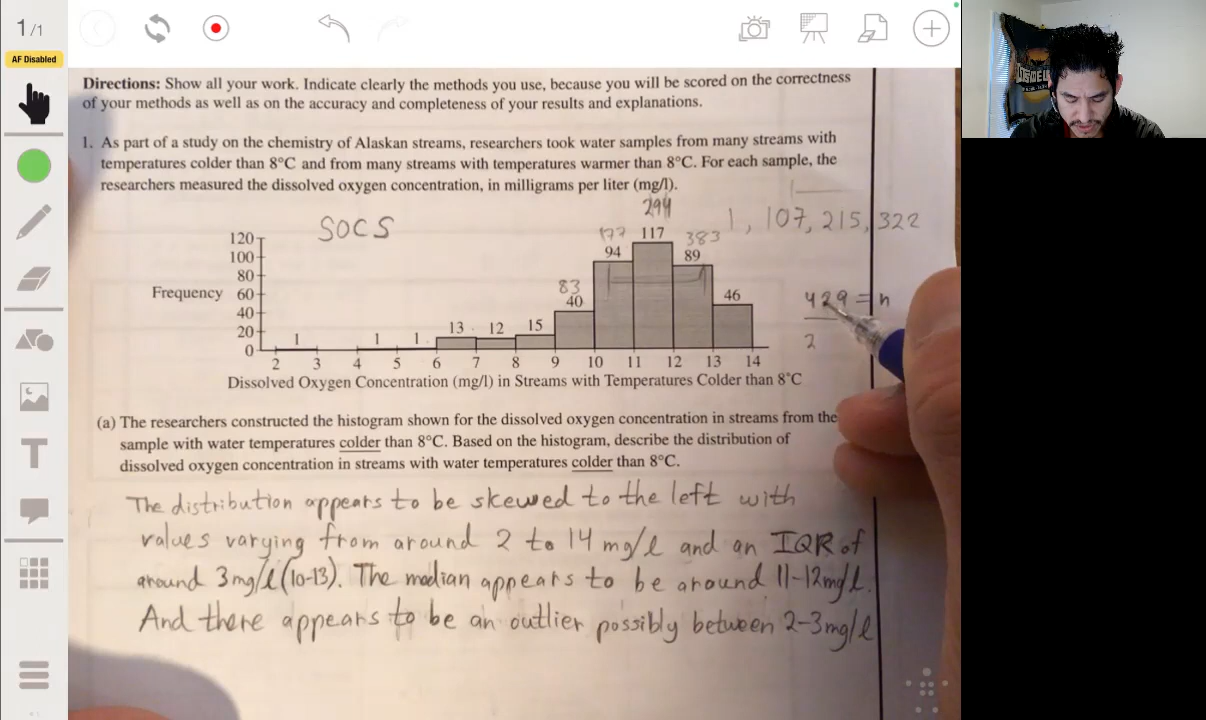 1/1
AF Disabled
Directions: Show all your work. Indicate clearly the methods you use, because you will be scored on the correctness
of your methods as well as on the accuracy and completeness of your results and explanations.
1. As part of a study on the chemistry of Alaskan streams, researchers took water samples from many streams with
temperatures colder than 8°C and from many streams with temperatures warmer than 8°C. For each sample, the
researchers measured the dissolved oxygen concentration, in milligrams per liter (mg/l).
SOCS
294
1, 107, 215, 322
177 117 383
120
100
80
60
40
20
0
Frequency
1 1 1 13 12 15
83
40 94 89 46
429 = n
2
2 3 4 5 6 7 8 9 10 11 12 13 14
Dissolved Oxygen Concentration (mg/l) in Streams with Temperatures Colder than 8°C
(a) The researchers constructed the histogram shown for the dissolved oxygen concentration in streams from the
sample with water temperatures colder than 8°C. Based on the histogram, describe the distribution of
dissolved oxygen concentration in streams with water temperatures colder than 8°C.
The distribution appears to be skewed to the left with
values varying from around 2 to 14 mg/l and an IQR of
around 3mg/l (10-13). The median appears to be around 11-12mg/l.
And there appears to be an outlier possibly between 2-3mg/l
T